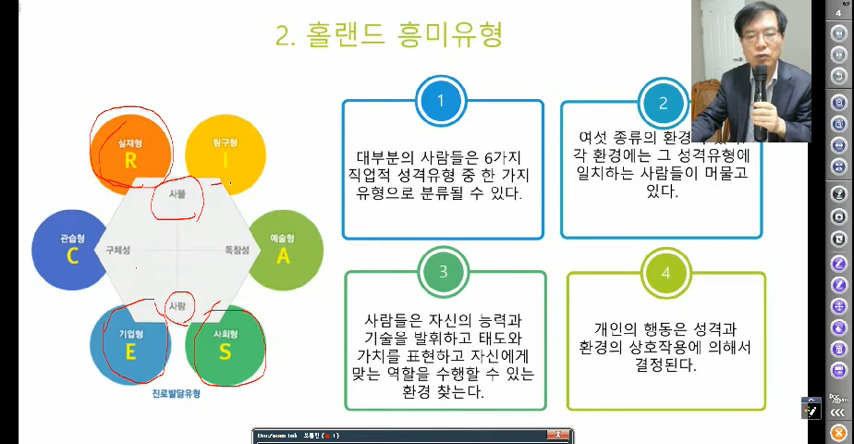 2. 홀랜드 흥미유형
4
실재형
R
탐구형
I
사물
관습형
C
구체성
독창성
예술형
A
사람
기업형
E
사회형
S
진로발달유형
1
대부분의 사람들은 6가지
직업적 성격유형 중 한 가지
유형으로 분류될 수 있다.
2
여섯 종류의 환경
각 환경에는 그 성격유형에
일치하는 사람들이 머물고
있다.
3
사람들은 자신의 능력과
기술을 발휘하고 태도와
가치를 표현하고 자신에게
맞는 역할을 수행할 수 있는
환경 찾는다.
4
개인의 행동은 성격과
환경의 상호작용에 의해서
결정된다.